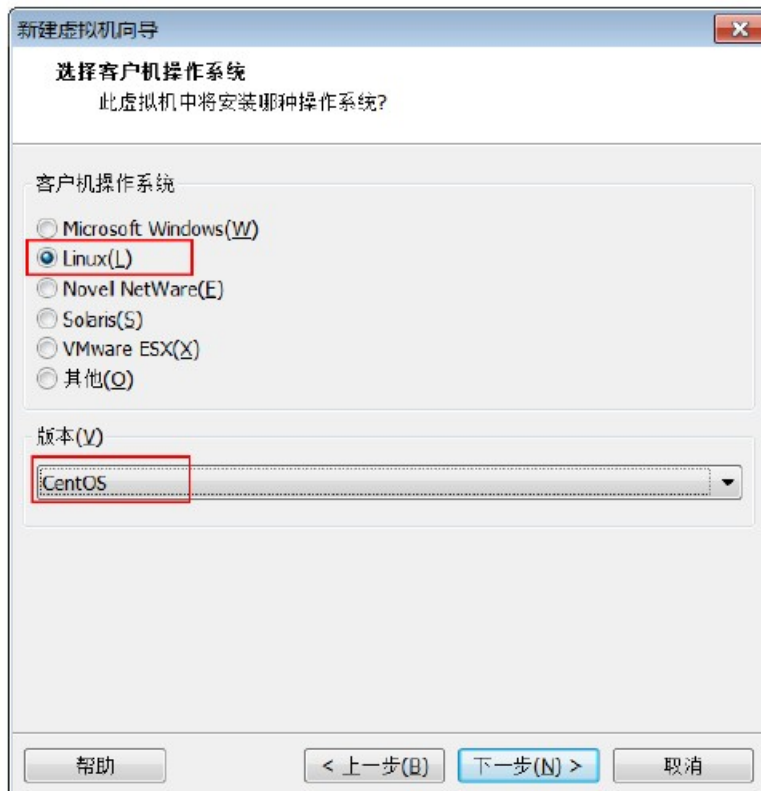 新建虚拟机向导
选择客户机操作系统
此虚拟机中将安装哪种操作系统?
客户机操作系统
Microsoft Windows(W)
Linux(L)
Novell NetWare(E)
Solaris(S)
VMware ESX(X)
其他(O)
版本(V)
CentOS
帮助
< 上一步(B)
下一步(N) >
取消